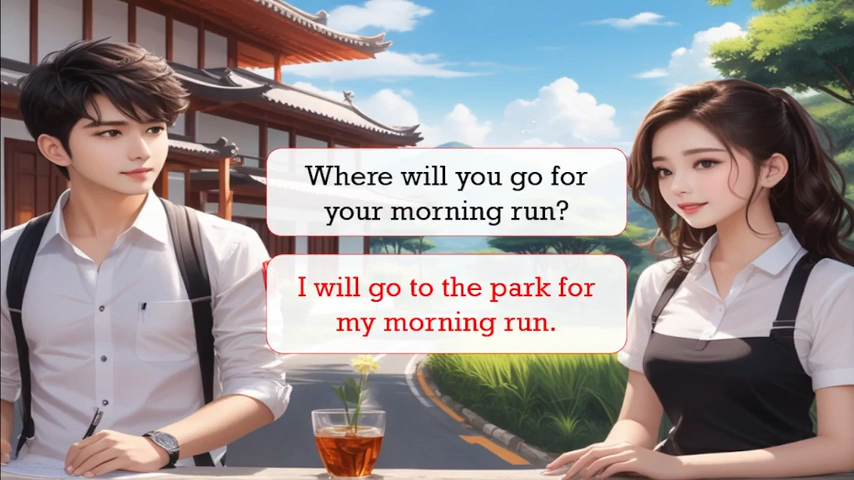 Where will you go for
your morning run?
I will go to the park for
my morning run.